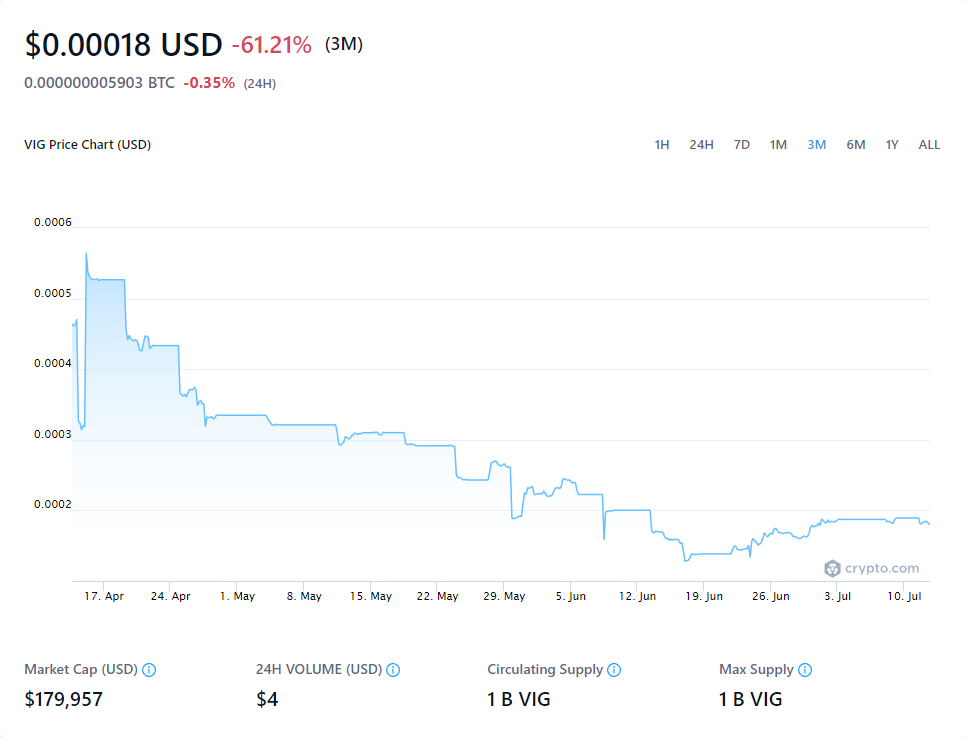 $0.00018 USD -61.21% (3M)
0.000000005903 BTC -0.35% (24H)
VIG Price Chart (USD) 1H 24H 7D 1M 3M 6M 1Y ALL
0.0006
0.0005
0.0004
0.0003
0.0002
crypto.com
17. Apr 24. Apr 1. May 8. May 15. May 22. May 29. May 5. Jun 12. Jun 19. Jun 26. Jun 3. Jul 10. Jul
Market Cap (USD) 24H VOLUME (USD) Circulating Supply Max Supply
$179,957 $4 1 B VIG 1 B VIG